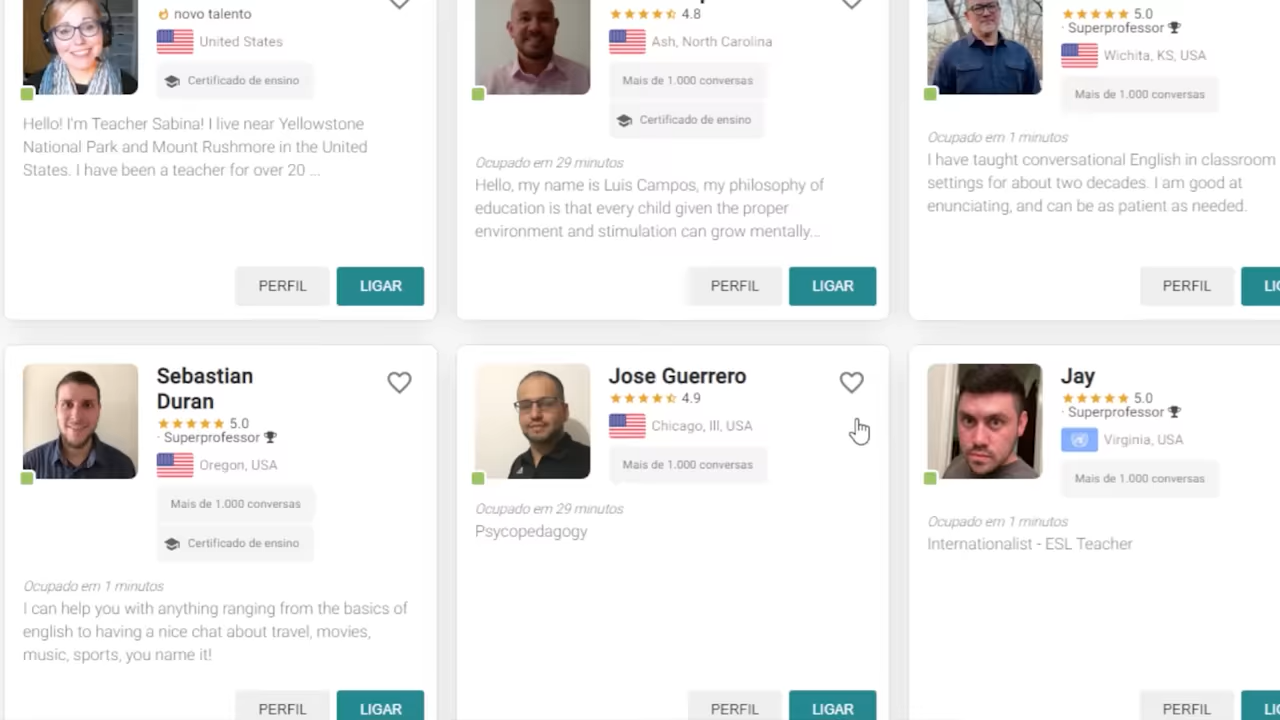 novo talento
United States
Certificado de ensino
Hello! I'm Teacher Sabina! I live near Yellowstone
National Park and Mount Rushmore in the United
States. I have been a teacher for over 20 ...
PERFIL
LIGAR
4.8
Ash, North Carolina
Mais de 1.000 conversas
Certificado de ensino
Ocupado em 29 minutos
Hello, my name is Luis Campos, my philosophy of
education is that every child given the proper
environment and stimulation can grow mentally...
PERFIL
LIGAR
5.0
· Superprofessor
Wichita, KS, USA
Mais de 1.000 conversas
Ocupado em 1 minutos
I have taught conversational English in classroom
settings for about two decades. I am good at
enunciating, and can be as patient as needed.
PERFIL
Sebastian
Duran
5.0
· Superprofessor
Oregon, USA
Mais de 1.000 conversas
Certificado de ensino
Ocupado em 1 minutos
I can help you with anything ranging from the basics of
english to having a nice chat about travel, movies,
music, sports, you name it!
PERFIL
LIGAR
Jose Guerrero
4.9
Chicago, Ill, USA
Mais de 1.000 conversas
Ocupado em 29 minutos
Psycopedagogy
PERFIL
LIGAR
Jay
5.0
· Superprofessor
Virginia, USA
Mais de 1.000 conversas
Ocupado em 1 minutos
Internationalist - ESL Teacher
PERFIL